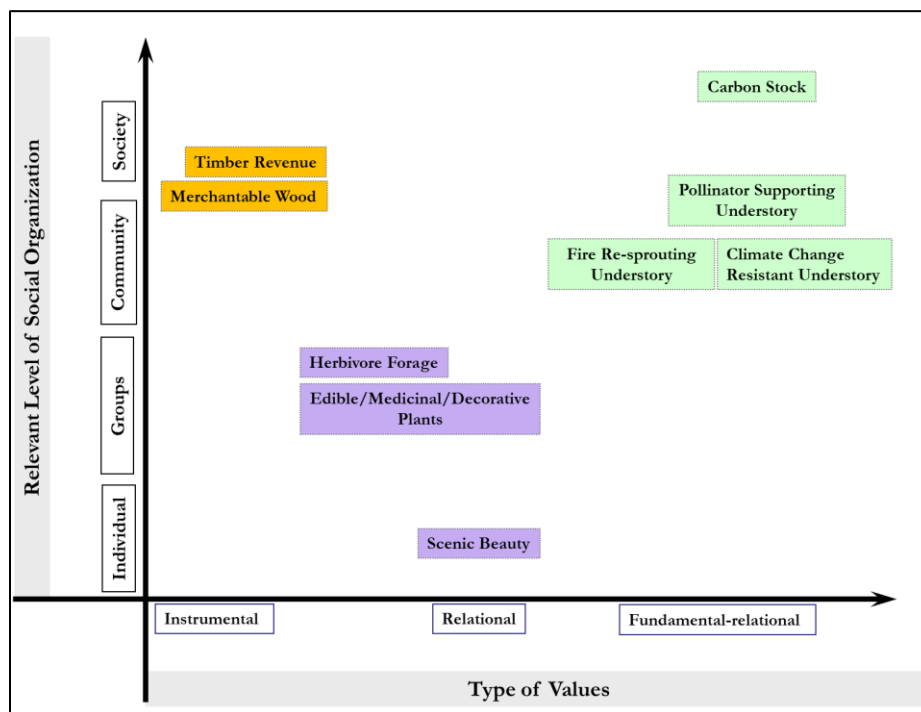 Relevant Level of Social Organization
Society
Community
Groups
Individual
Carbon Stock
Timber Revenue
Merchantable Wood
Pollinator Supporting
Understory
Fire Re-sprouting
Understory
Climate Change
Resistant Understory
Herbivore Forage
Edible/Medicinal/Decorative
Plants
Scenic Beauty
Instrumental
Relational
Fundamental-relational
Type of Values